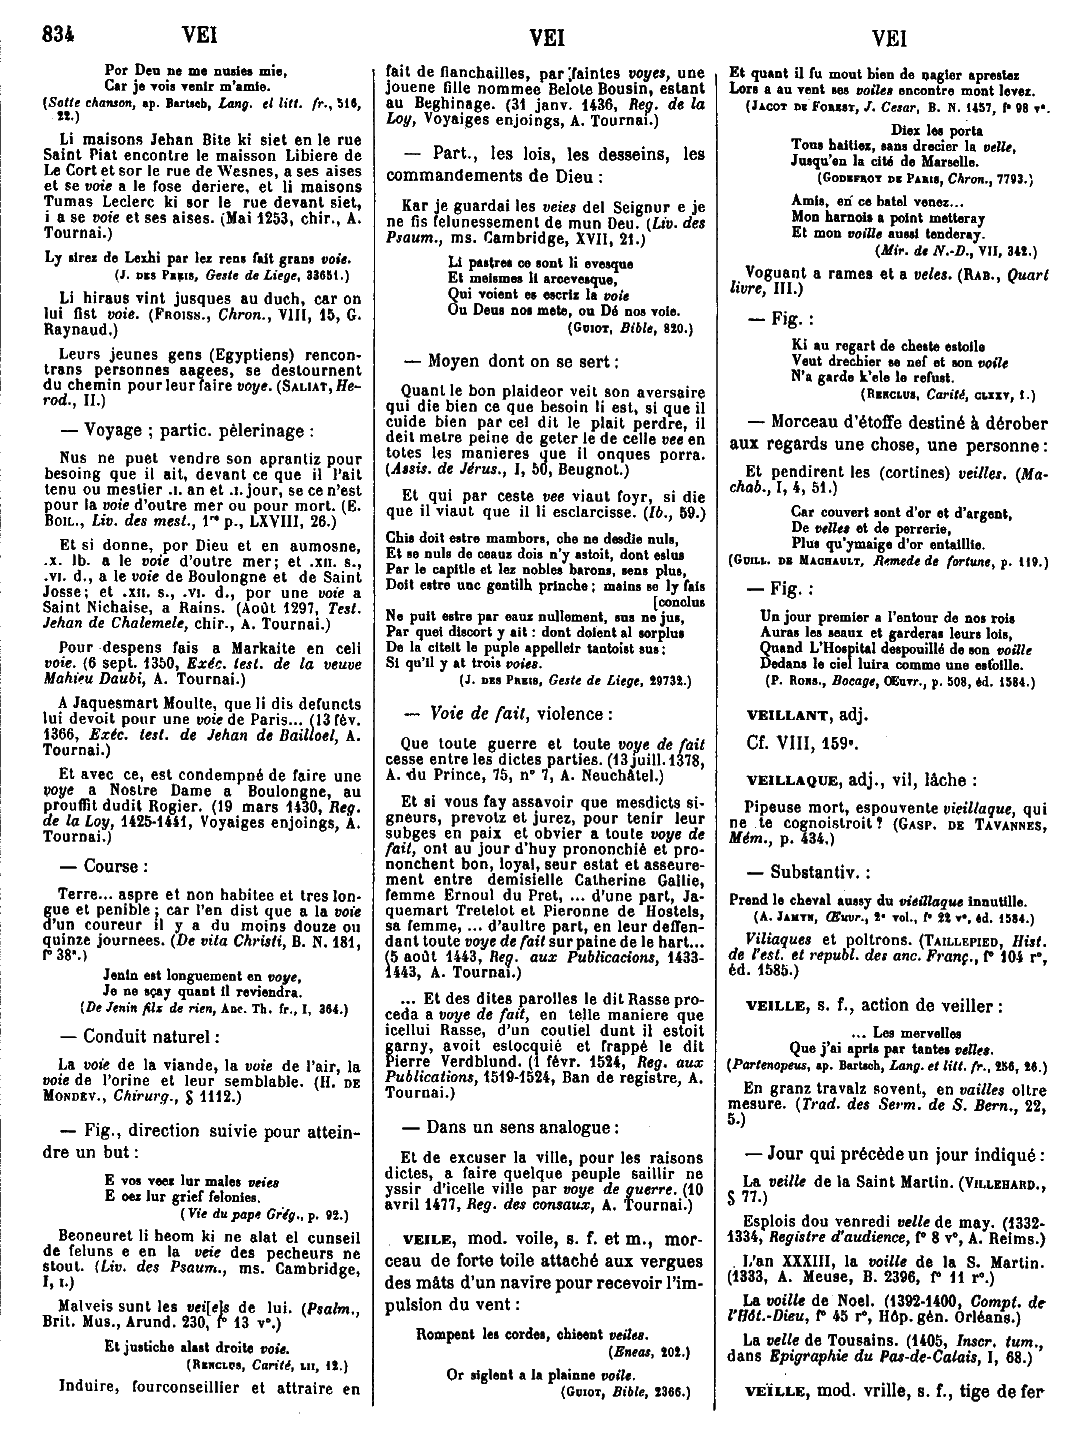 834 VEI
VEI
VEI
Por Deu ne me nusies mie,
Car je vois venir m'amie.
(Sotte chanson, ap. Bartsch, Lang. et litt. fr., 516,
22.)
Li maisons Jehan Bite ki siet en le rue
Saint Piat encontre le maisson Libiere de
Le Cort et sor le rue de Wesnes, a ses aises
et se voie a le fose deriere, et li maisons
Tumas Leclerc ki sor le rue devant siet,
i a se voie et ses aises. (Mai 1253, chir., A.
Tournai.)
Ly sires de Lexhi par lez rens fait grans voie.
(J. DES PREIS, Geste de Liege, 33651.)
Li hiraus vint jusques au duch, car on
lui fist voie. (FROISS., Chron., VIII, 15, G.
Raynaud.)
Leurs jeunes gens (Egyptiens) rencon-
trans personnes aagees, se destournent
du chemin pour leur faire voye. (SALIAT, He-
rod., II.)
— Voyage ; partic. pèlerinage :
Nus ne puet vendre son aprantiz pour
besoing que il ait, devant ce que il l'ait
tenu ou mestier .I. an et .I. jour, se ce n'est
pour la voie d'outre mer ou pour mort. (E.
BOIL., Liv. des mest., 1re p., LXVIII, 26.)
Et si donne, por Dieu et en aumosne,
.X. lb. a le voie d'outre mer; et .XII. s.,
.VI. d., a le voie de Boulongne et de Saint
Josse; et .XII. s., .VI. d., por une voie a
Saint Nichaise, a Rains. (Août 1297, Test.
Jehan de Chalemele, chir., A. Tournai.)
Pour despens fais a Markaite en celi
voie. (6 sept. 1350, Exéc. test. de la veuve
Mahieu Daubi, A. Tournai.)
A Jaquesmart Moulte, que li dis defuncts
lui devoit pour une voie de Paris... (13 fév.
1366, Exéc. test. de Jehan de Bailloel, A.
Tournai.)
Et avec ce, est condempné de faire une
voye a Nostre Dame a Boulongne, au
prouffit dudit Rogier. (19 mars 1430, Reg.
de la Loy, 1425-1441, Voyaiges enjoings, A.
Tournai.)
— Course :
Terre... aspre et non habitee et tres lon-
gue et penible ; car l'en dist que a la voie
d'un coureur il y a du moins douze ou
quinze journees. (De vita Christi, B. N. 181,
f° 38a.)
Jenin est longuement en voye,
Je ne sçay quant il reviendra.
(De Jenin filz de rien, Anc. Th. fr., I, 364.)
— Conduit naturel :
La voie de la viande, la voie de l'air, la
voie de l'orine et leur semblable. (H. DE
MONDEV., Chirurg., § 1112.)
— Fig., direction suivie pour attein-
dre un but :
E vos veez lur males veies
E oez lur grief felonies.
(Vie du pape Grég., p. 92.)
Beoneuret li heom ki ne alat el cunseil
de feluns e en la veie des pecheurs ne
stout. (Liv. des Psaum., ms. Cambridge,
I, I.)
Malveis sunt les vei[e]s de lui. (Psalm.,
Brit. Mus., Arund. 230, f° 13 v°.)
Et justiche alast droite voie.
(RENCLUS, Carité, LII, 12.)
Induire, fourconseillier et attraire en
fait de fianchailles, par faintes voyes, une
jouene fille nommee Belote Bousin, estant
au Beghinage. (31 janv. 1436, Reg. de la
Loy, Voyaiges enjoings, A. Tournai.)
— Part., les lois, les desseins, les
commandements de Dieu :
Kar je guardai les veies del Seignur e je
ne fis felunessement de mun Deu. (Liv. des
Psaum., ms. Cambridge, XVII, 21.)
Li pastres ce sont li evesque
Et meismes li arcevesque,
Qui voient es escriz la voie
Ou Deus nos mete, ou Dé nos voie.
(GUIOT, Bible, 820.)
— Moyen dont on se sert :
Quant le bon plaideor veit son aversaire
qui die bien ce que besoin li est, si que il
cuide bien par cel dit le plait perdre, il
deit metre peine de geter le de celle vee en
totes les manieres que il onques porra.
(Assis. de Jérus., I, 50, Beugnot.)
Et qui par ceste vee viaut foyr, si die
que il viaut que il li esclarcisse. (Ib., 59.)
Chis doit estre mambors, che ne desdie nuls,
Et se nuls de ceaux dois n'y astoit, dont eslus
Par le capitle et lez nobles barons, sens plus,
Doit estre unc gentilh prinche ; mains se ly fais
[conclus
Ne puit estre par eaux nullement, sus ne jus,
Par quei discort y ait : dont doient al sorplus
De la citeit le puple appelleir tantoist sus :
Si qu'il y at trois voies.
(J. DES PREIS, Geste de Liege, 29732.)
— Voie de fait, violence :
Que toute guerre et toute voye de fait
cesse entre les dictes parties. (13 juill. 1378,
A. du Prince, 75, n° 7, A. Neuchâtel.)
Et si vous fay assavoir que mesdicts si-
gneurs, prevolz et jurez, pour tenir leur
subges en paix et obvier a toute voye de
fait, ont au jour d'huy prononchié et pro-
nonchent bon, loyal, seur estat et asseure-
ment entre demisielle Catherine Gallie,
femme Ernoul du Pret, ... d'une part, Ja-
quemart Tretelot et Pieronne de Hostels,
sa femme, ... d'aultre part, en leur deffen-
dant toute voye de fait sur paine de le hart...
(5 août 1443, Reg. aux Publicacions, 1433-
1443, A. Tournai.)
... Et des dites parolles le dit Rasse pro-
ceda a voye de fait, en telle maniere que
icellui Rasse, d'un coutiel dunt il estoit
garny, avoit estocquié et frappé le dit
Pierre Verdblund. (1 févr. 1524, Reg. aux
Publications, 1519-1524, Ban de registre, A.
Tournai.)
— Dans un sens analogue :
Et de excuser la ville, pour les raisons
dictes, a faire quelque peuple saillir ne
yssir d'icelle ville par voye de guerre. (10
avril 1477, Reg. des consaux, A. Tournai.)
VEILE, mod. voile, s. f. et m., mor-
ceau de forte toile attaché aux vergues
des mâts d'un navire pour recevoir l'im-
pulsion du vent :
Rompent les cordes, chieent veiles.
(Eneas, 202.)
Or siglent a la plainne voile.
(GUIOT, Bible, 2366.)
Et quant il fu mout bien de nagier aprestez
Lors a au vent ses voiles encontre mont levez.
(JACOT DE FOREST, J. Cesar, B. N. 1457, f° 98 v°.
Diex les porta
Tous haitiez, sans drecier la velle,
Jusqu'en la cité de Marselle.
(GODEFROY DE PARIS, Chron., 7793.)
Amis, en ce batel venez...
Mon harnois a point metteray
Et mon voille aussi tenderay.
(Mir. de N.-D., VII, 342.)
Voguant a rames et a veles. (RAB., Quart
livre, III.)
— Fig. :
Ki au regart de cheste estoile
Veut drechier se nef et son voile
N'a garde k'ele le refust.
(RENCLUS, Carité, CLXXV, 1.)
— Morceau d'étoffe destiné à dérober
aux regards une chose, une personne :
Et pendirent les (cortines) veilles. (Ma-
chab., I, 4, 51.)
Car couvert sont d'or et d'argent,
De velles et de perrerie,
Plus qu'ymaige d'or entaillie.
(GUILL. DE MACHAULT, Remede de fortune, p. 119.)
— Fig. :
Un jour premier a l'entour de nos rois
Auras les seaux et garderas leurs lois,
Quand L'Hospital despouillé de son voille
Dedans le ciel luira comme une estoille.
(P. RONS., Bocage, Œuvr., p. 508, éd. 1584.)
VEILLANT, adj.
Cf. VIII, 159c.
VEILLAQUE, adj., vil, lâche :
Pipeuse mort, espouvente vieillaque, qui
ne te cognoistroit ? (GASP. DE TAVANNES,
Mém., p. 434.)
— Substantiv. :
Prend le cheval aussy du vieillaque innutille.
(A. JAMYN, Œuvr., 2e vol., f° 22 v°, éd. 1584.)
Viliaques et poltrons. (TAILLEPIED, Hist.
de l'est. et republ. des anc. Franç., f° 104 r°,
éd. 1585.)
VEILLE, s. f., action de veiller :
... Les mervelles
Que j'ai apris par tantes velles.
(Partenopeus, ap. Bartsch, Lang. et litt. fr., 256, 26.)
En granz travalz sovent, en vailles oltre
mesure. (Trad. des Serm. de S. Bern., 22,
5.)
— Jour qui précède un jour indiqué :
La veille de la Saint Martin. (VILLEHARD.,
§ 77.)
Esplois dou venredi velle de may. (1332-
1334, Registre d'audience, f° 8 v°, A. Reims.)
L'an XXXIII, la voille de la S. Martin.
(1333, A. Meuse, B. 2396, f° 11 r°.)
La voille de Noel. (1392-1400, Compt. de
l'Hôt.-Dieu, f° 45 r°, Hôp. gén. Orléans.)
La velle de Tousains. (1405, Inscr. tum.,
dans Epigraphie du Pas-de-Calais, I, 68.)
VEÏLLE, mod. vrille, s. f., tige de fer